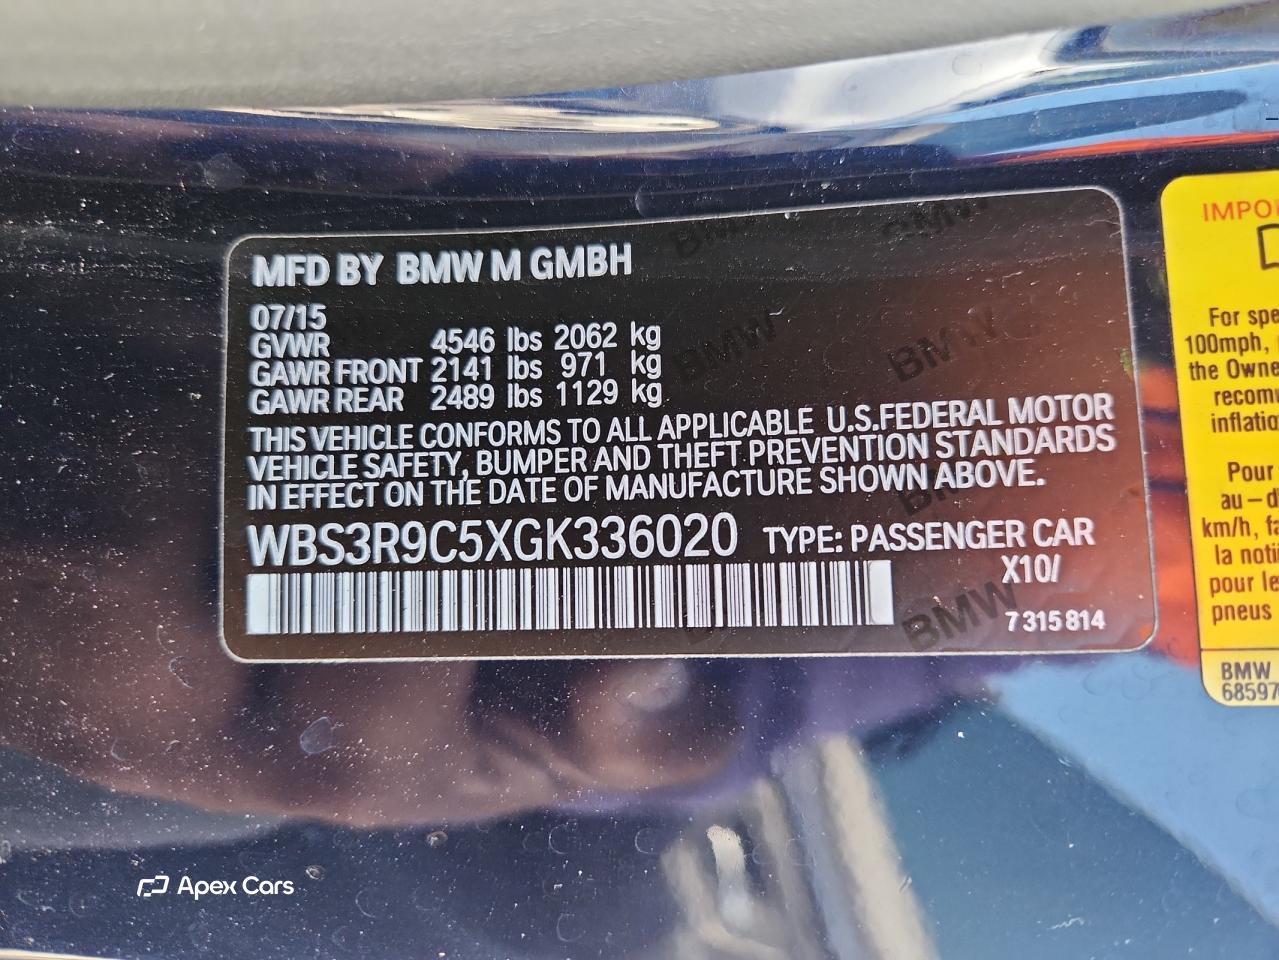 MFD BY BMW M GMBH
07/15
GVWR 4546 lbs 2062 kg
GAWR FRONT 2141 lbs 971 kg
GAWR REAR 2489 lbs 1129 kg
THIS VEHICLE CONFORMS TO ALL APPLICABLE U.S.FEDERAL MOTOR
VEHICLE SAFETY, BUMPER AND THEFT PREVENTION STANDARDS
IN EFFECT ON THE DATE OF MANUFACTURE SHOWN ABOVE.
WBS3R9C5XGK336020 TYPE: PASSENGER CAR
X10/
7 315 814
For spe
100mph,
the Owne
recom
inflatio
Pour
au-d
km/h, fa
la noti
pour le
pneus
BMW
68597
Apex Cars